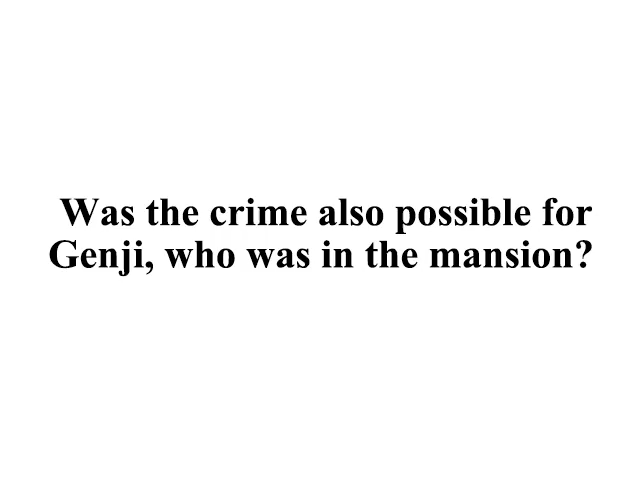 Was the crime also possible for
Genji, who was in the mansion?